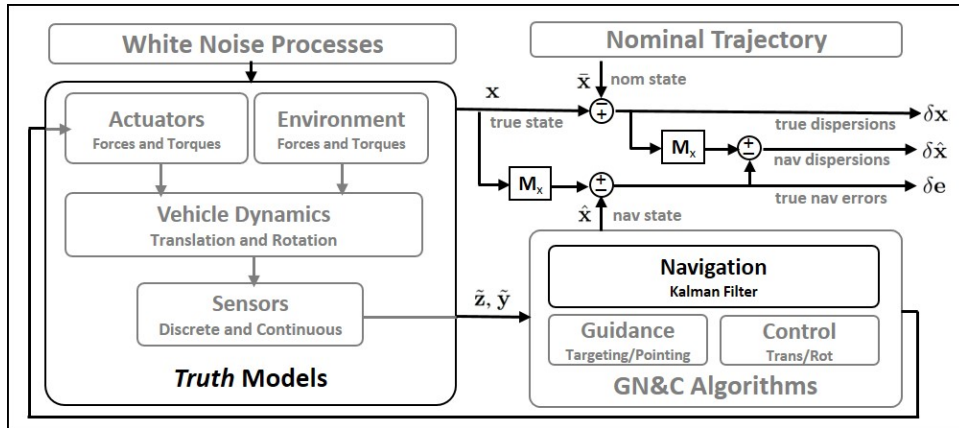 White Noise Processes
Nominal Trajectory
x̄
nom state
x
true state
−
+
δx
true dispersions
Actuators
Forces and Torques
Environment
Forces and Torques
Mₓ
+
−
δx̂
nav dispersions
Mₓ
+
−
δe
true nav errors
Vehicle Dynamics
Translation and Rotation
x̂
nav state
Navigation
Kalman Filter
Sensors
Discrete and Continuous
z̃, ỹ
Guidance
Targeting/Pointing
Control
Trans/Rot
Truth Models
GN&C Algorithms